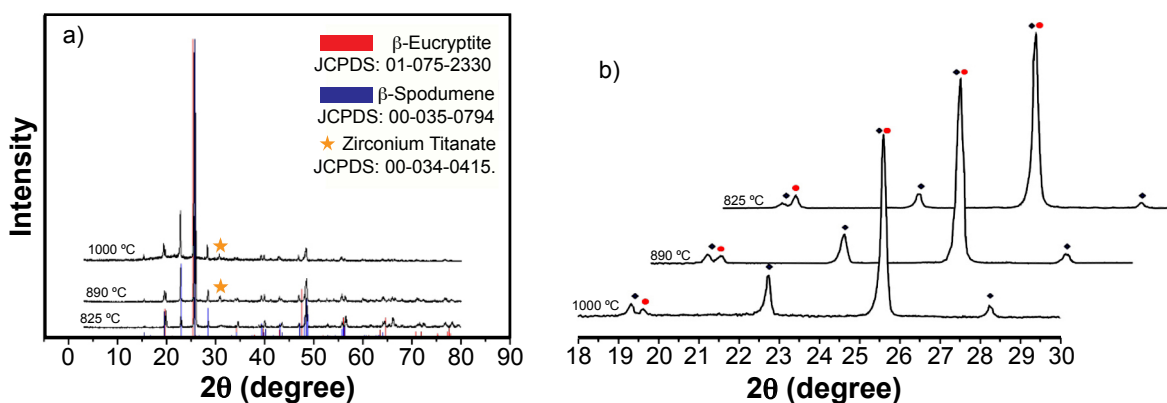 a)
β-Eucryptite
JCPDS: 01-075-2330
β-Spodumene
JCPDS: 00-035-0794
Zirconium Titanate
JCPDS: 00-034-0415.
Intensity
1000 ºC
890 ºC
825 ºC
0 10 20 30 40 50 60 70 80 90
2θ (degree)
b)
825 ºC
890 ºC
1000 ºC
18 19 20 21 22 23 24 25 26 27 28 29 30
2θ (degree)